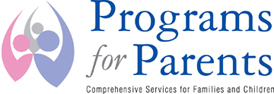 Programs
for Parents
Comprehensive Services for Families and Children